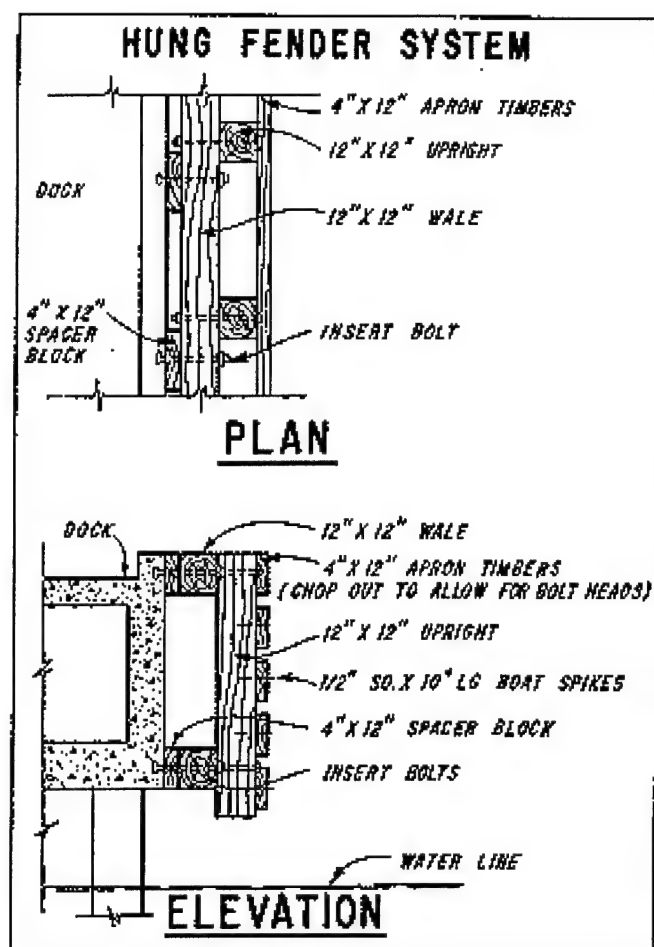 HUNG FENDER SYSTEM
4" X 12" APRON TIMBERS
12" X 12" UPRIGHT
DOCK
12" X 12" WALE
4" X 12"
SPACER
BLOCK
INSERT BOLT
PLAN
DOCK
12" X 12" WALE
4" X 12" APRON TIMBERS
(CHOP OUT TO ALLOW FOR BOLT HEADS)
12" X 12" UPRIGHT
1/2" SQ. X 10" LG BOAT SPIKES
4" X 12" SPACER BLOCK
INSERT BOLTS
WATER LINE
ELEVATION